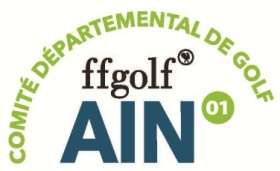 COMITÉ DÉPARTEMENTAL DE GOLF
ffgolf
AIN 01